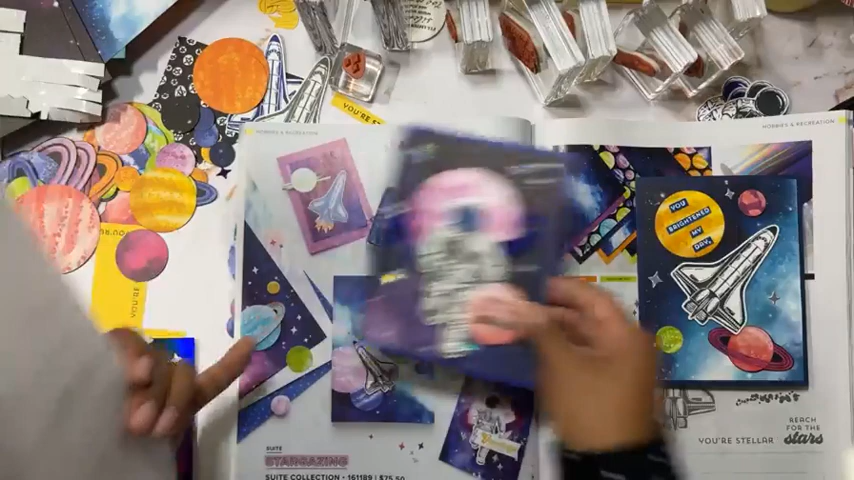 YOU'RE
HOBBIES & RECREATION
HOBBIES & RECREATION
YOU
BRIGHTENED
MY
DAY.
YOU'RE STELLAR
REACH
FOR THE
stars
SUITE
STARGAZING
SUITE COLLECTION • 161189 | $75.50